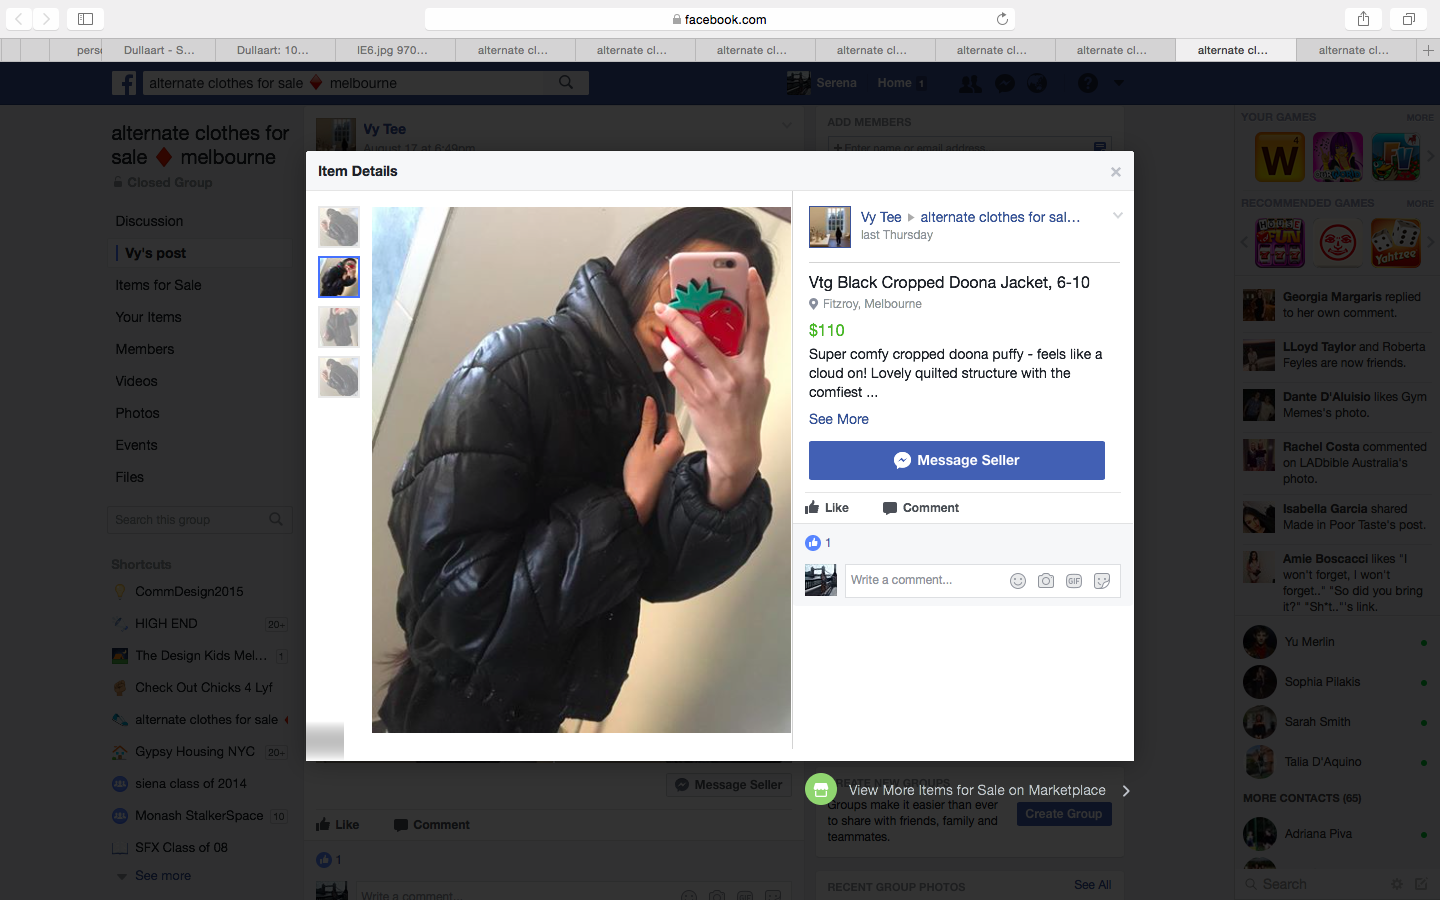 facebook.com
pers
Dullaart - S...
Dullaart: 10...
IE6.jpg 970...
alternate cl...
alternate cl...
alternate cl...
alternate cl...
alternate cl...
alternate cl...
alternate cl...
alternate cl...
alternate clothes for sale ♦ melbourne
Serena
Home 1
alternate clothes for
sale ♦ melbourne
Closed Group
Discussion
Vy's post
Items for Sale
Your Items
Members
Videos
Photos
Events
Files
Search this group
Shortcuts
CommDesign2015
HIGH END 20+
The Design Kids Mel... 1
Check Out Chicks 4 Lyf
alternate clothes for sale
Gypsy Housing NYC 20+
siena class of 2014
Monash StalkerSpace 10
SFX Class of 08
See more
Vy Tee
August 17 at 6:49pm
ADD MEMBERS
+ Enter name or email address...
Item Details
Vy Tee ▸ alternate clothes for sal...
last Thursday
Vtg Black Cropped Doona Jacket, 6-10
Fitzroy, Melbourne
$110
Super comfy cropped doona puffy - feels like a
cloud on! Lovely quilted structure with the
comfiest ...
See More
Message Seller
Like Comment
1
Write a comment...
GIF
View More Items for Sale on Marketplace
Message Seller
Like Comment
1
Write a comment...
CREATE NEW GROUPS
Groups make it easier than ever
to share with friends, family and
teammates.
Create Group
RECENT GROUP PHOTOS
See All
YOUR GAMES MORE
W 4
FV
RECOMMENDED GAMES MORE
HOUSE OF FUN
Yahtzee
Georgia Margaris replied
to her own comment.
LLoyd Taylor and Roberta
Feyles are now friends.
Dante D'Aluisio likes Gym
Memes's photo.
Rachel Costa commented
on LADbible Australia's
photo.
Isabella Garcia shared
Made in Poor Taste's post.
Amie Boscacci likes "I
won't forget, I won't
forget.." "So did you bring
it?" "Sh*t.."'s link.
Yu Merlin
Sophia Pilakis
Sarah Smith
Talia D'Aquino
MORE CONTACTS (65)
Adriana Piva
Search